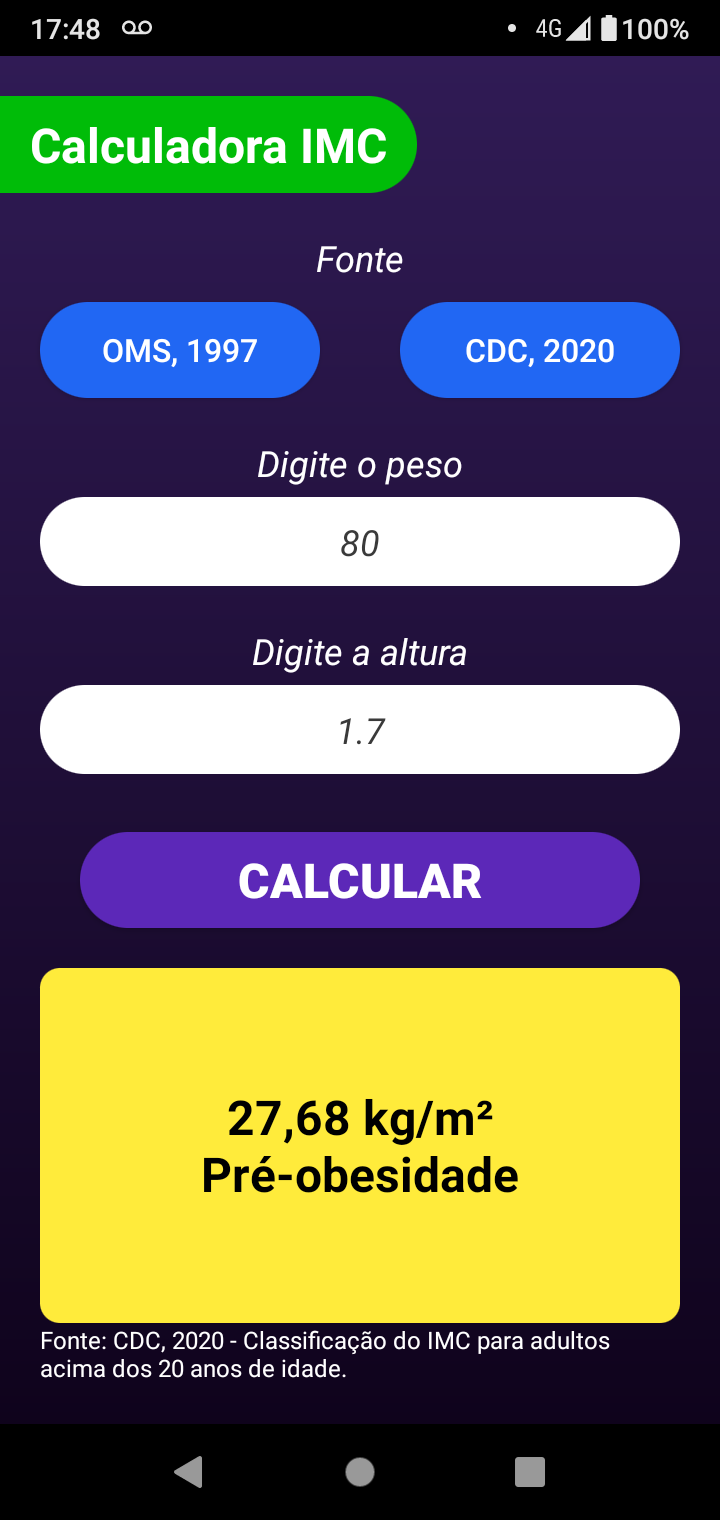 17:48
4G 100%
Calculadora IMC
Fonte
OMS, 1997
CDC, 2020
Digite o peso
80
Digite a altura
1.7
CALCULAR
27,68 kg/m²
Pré-obesidade
Fonte: CDC, 2020 - Classificação do IMC para adultos
acima dos 20 anos de idade.